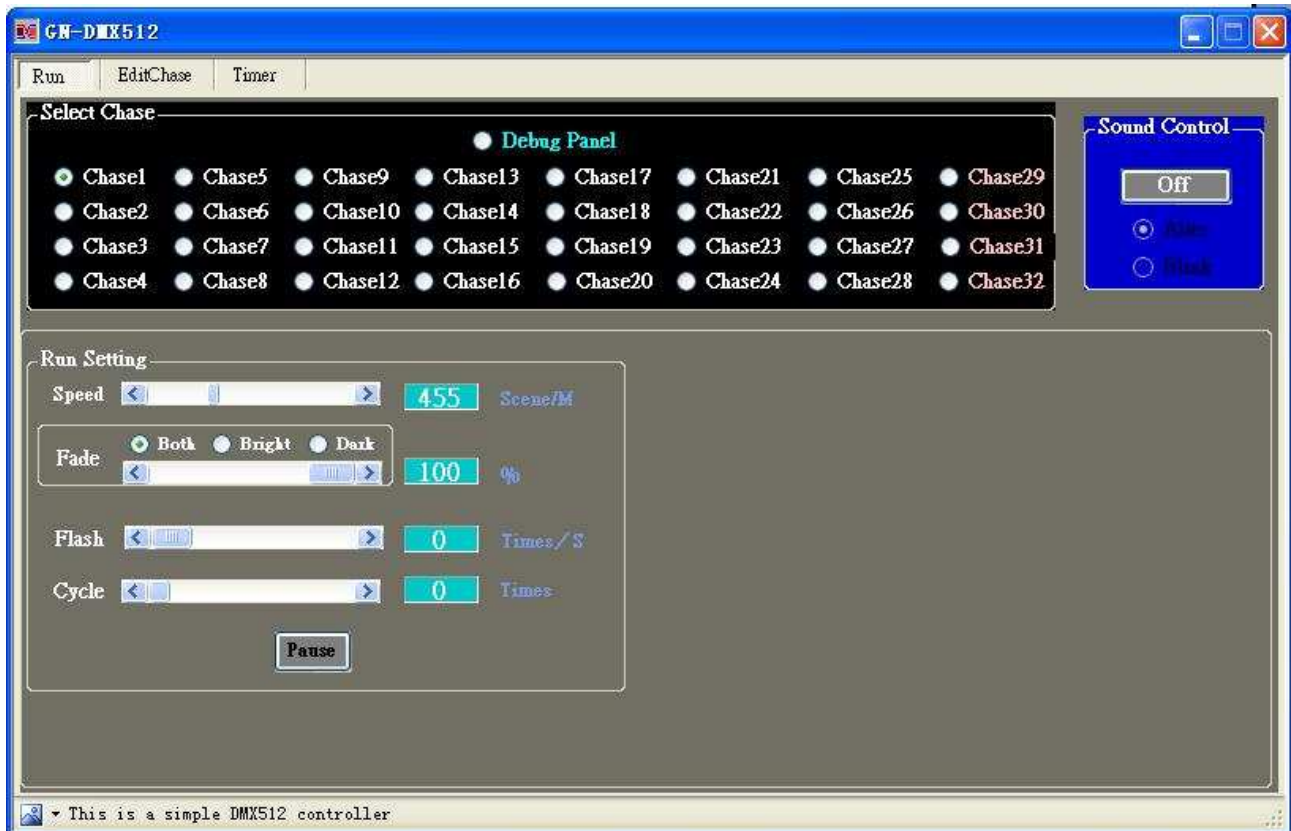 GN-DMX512
Run EditChase Timer
Select Chase
Debug Panel
Chase1 Chase5 Chase9 Chase13 Chase17 Chase21 Chase25 Chase29
Chase2 Chase6 Chase10 Chase14 Chase18 Chase22 Chase26 Chase30
Chase3 Chase7 Chase11 Chase15 Chase19 Chase23 Chase27 Chase31
Chase4 Chase8 Chase12 Chase16 Chase20 Chase24 Chase28 Chase32
Sound Control
Off
Run Setting
Speed 455 Scene/M
Both Bright Dark
Fade 100 %
Flash 0 Times/S
Cycle 0 Times
Pause
This is a simple DMX512 controller